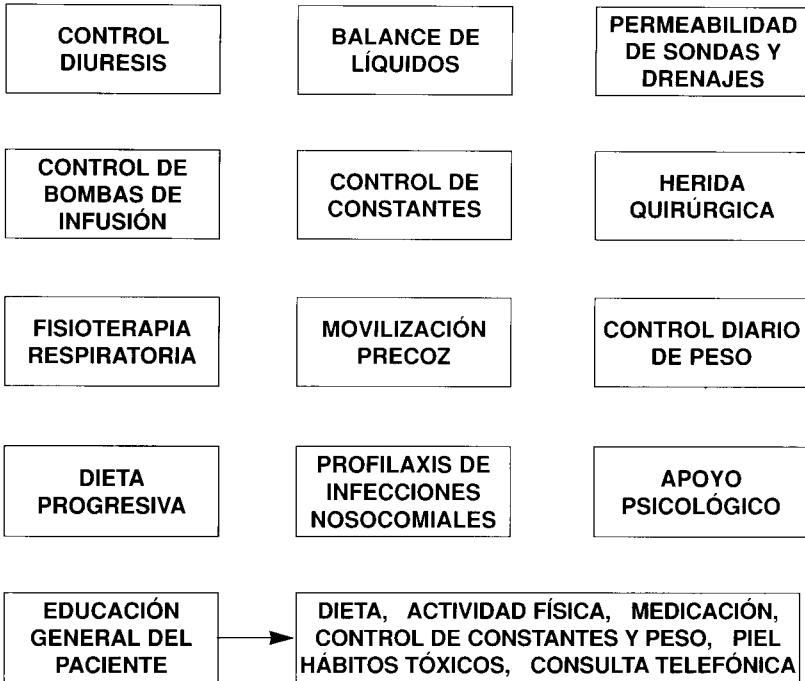 CONTROL
DIURESIS
BALANCE DE
LÍQUIDOS
PERMEABILIDAD
DE SONDAS Y
DRENAJES
CONTROL DE
BOMBAS DE
INFUSIÓN
CONTROL DE
CONSTANTES
HERIDA
QUIRÚRGICA
FISIOTERAPIA
RESPIRATORIA
MOVILIZACIÓN
PRECOZ
CONTROL DIARIO
DE PESO
DIETA
PROGRESIVA
PROFILAXIS DE
INFECCIONES
NOSOCOMIALES
APOYO
PSICOLÓGICO
EDUCACIÓN
GENERAL DEL
PACIENTE
DIETA, ACTIVIDAD FÍSICA, MEDICACIÓN,
CONTROL DE CONSTANTES Y PESO, PIEL
HÁBITOS TÓXICOS, CONSULTA TELEFÓNICA